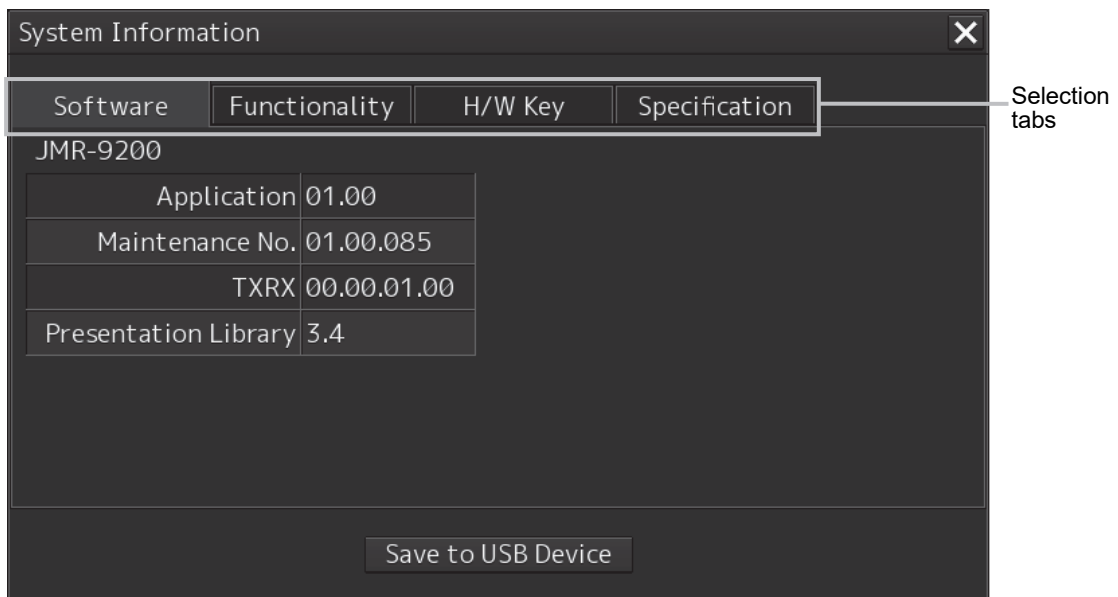 System Information
Software Functionality H/W Key Specification
Selection
tabs
JMR-9200
Application 01.00
Maintenance No. 01.00.085
TXRX 00.00.01.00
Presentation Library 3.4
Save to USB Device